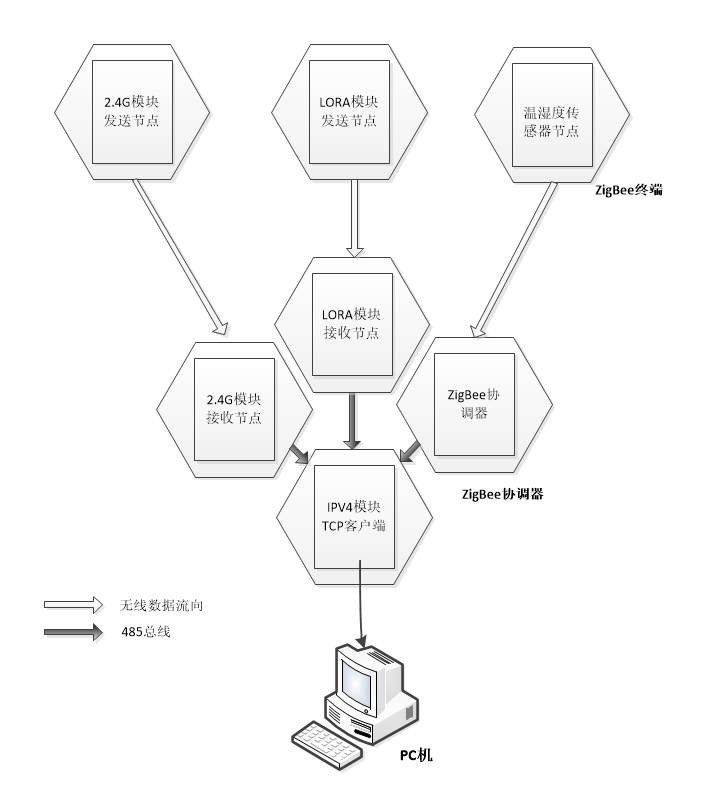 2.4G模块
发送节点
LORA模块
发送节点
温湿度传
感器节点
ZigBee终端
LORA模块
接收节点
2.4G模块
接收节点
ZigBee协
调器
ZigBee协调器
IPV4模块
TCP客户端
无线数据流向
485总线
PC机